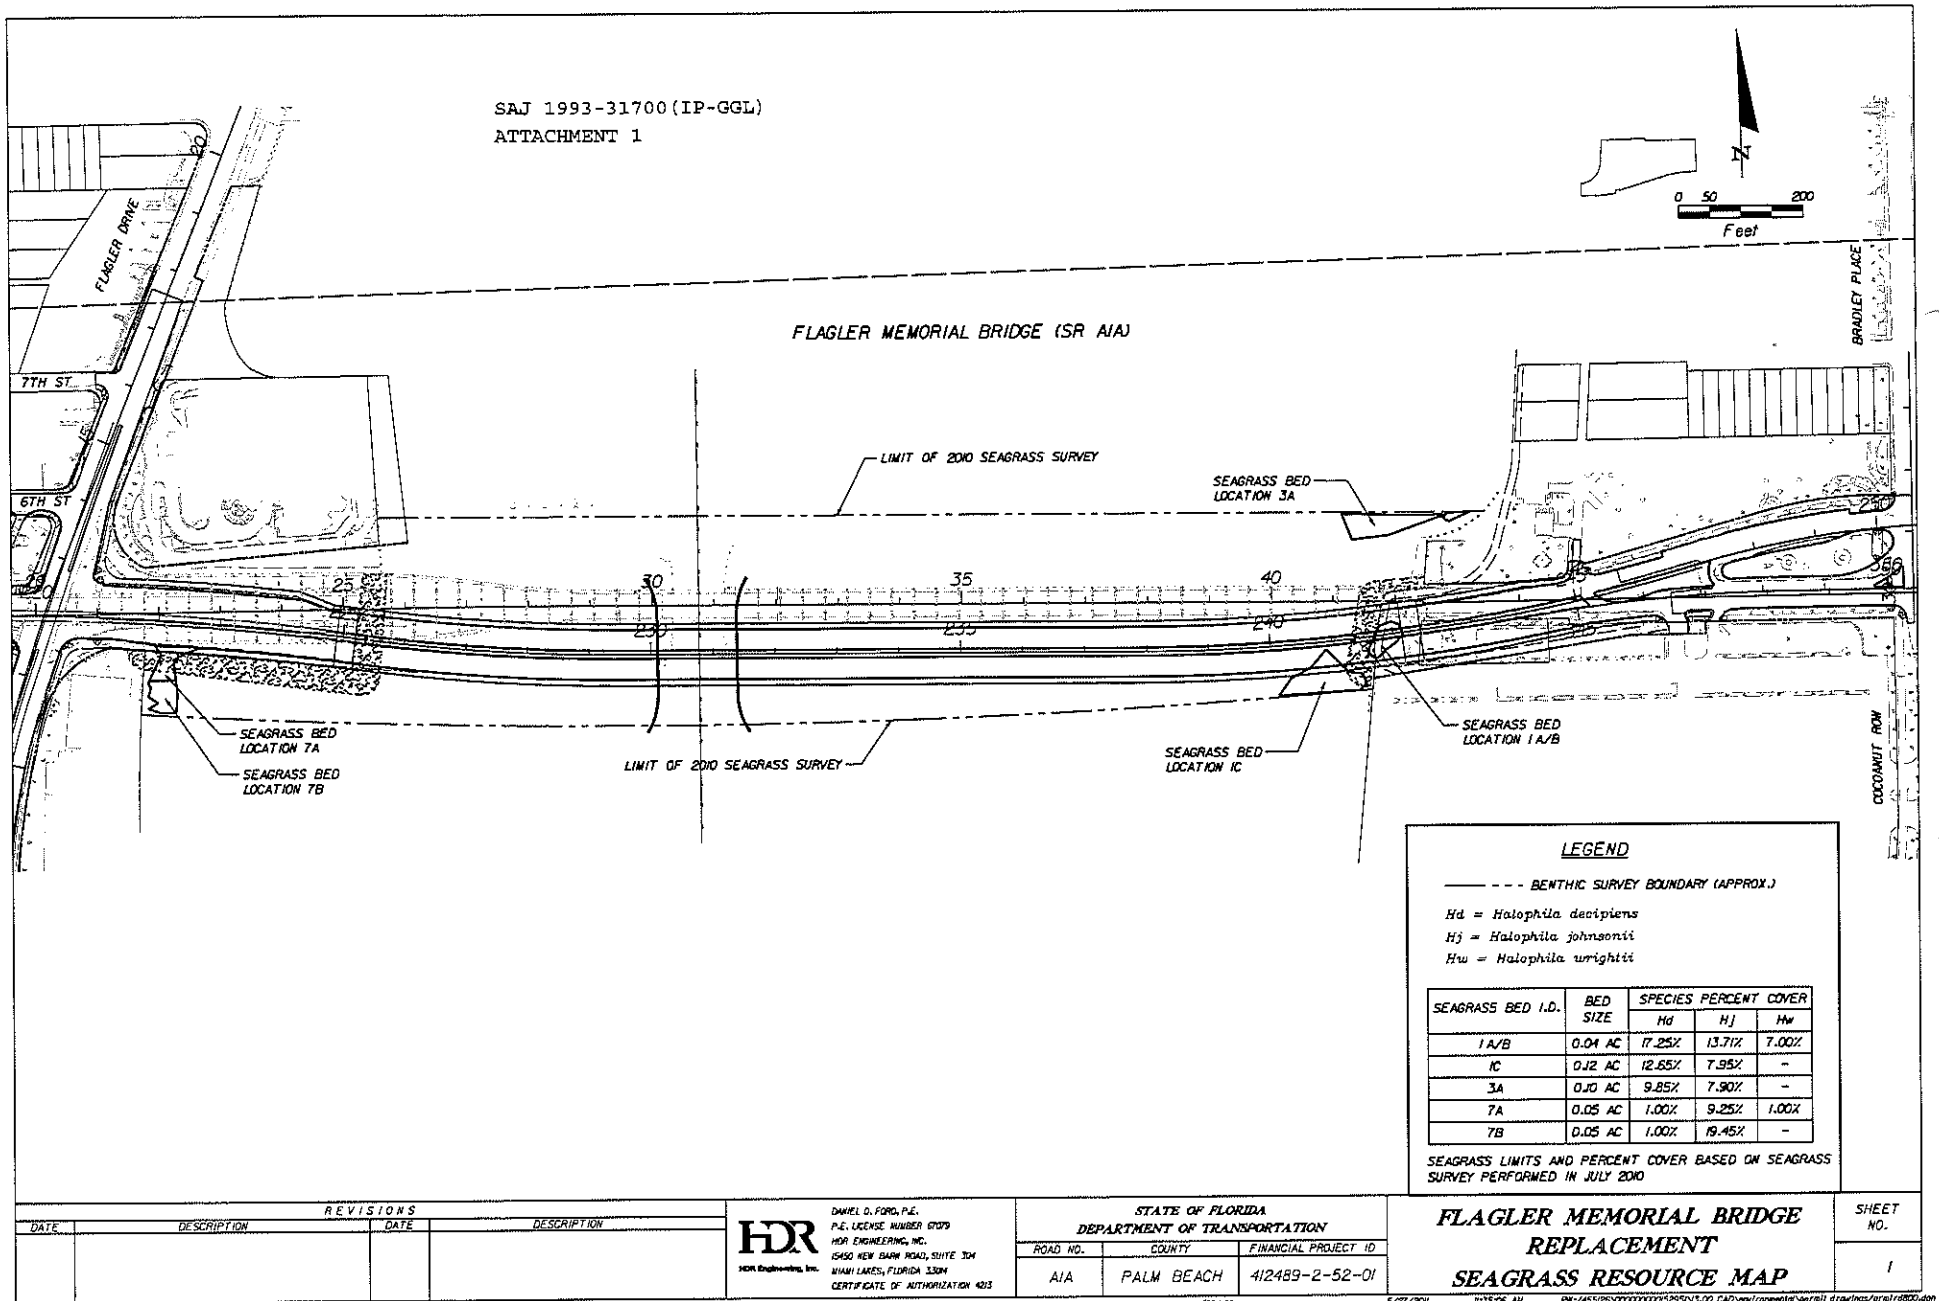 SAJ 1993-31700(IP-GGL)
ATTACHMENT 1
N
0 50 200
Feet
FLAGLER DRIVE
BRADLEY PLACE
FLAGLER MEMORIAL BRIDGE (SR A1A)
7TH ST
6TH ST
20
15
LIMIT OF 2010 SEAGRASS SURVEY
SEAGRASS BED
LOCATION 3A
25 30 35 40
230 235 240
SEAGRASS BED
LOCATION 7A
SEAGRASS BED
LOCATION 7B
LIMIT OF 2010 SEAGRASS SURVEY
SEAGRASS BED
LOCATION 1C
SEAGRASS BED
LOCATION 1A/B
COCOANUT ROW
LEGEND
BENTHIC SURVEY BOUNDARY (APPROX.)
Hd = Halophila decipiens
Hj = Halophila johnsonii
Hw = Halophila wrightii
SEAGRASS BED I.D. BED SIZE SPECIES PERCENT COVER
Hd Hj Hw
1A/B 0.04 AC 17.25% 13.71% 7.00%
1C 0.12 AC 12.65% 7.95% -
3A 0.10 AC 9.85% 7.90% -
7A 0.05 AC 1.00% 9.25% 1.00%
7B 0.05 AC 1.00% 19.45% -
SEAGRASS LIMITS AND PERCENT COVER BASED ON SEAGRASS
SURVEY PERFORMED IN JULY 2010
REVISIONS
DATE DESCRIPTION DATE DESCRIPTION
HDR
HDR Engineering, Inc.
DANIEL O. FORD, P.E.
P.E. LICENSE NUMBER 67079
HDR ENGINEERING, INC.
15450 NEW BARN ROAD, SUITE 304
MIAMI LAKES, FLORIDA 33014
CERTIFICATE OF AUTHORIZATION 4213
STATE OF FLORIDA
DEPARTMENT OF TRANSPORTATION
ROAD NO. COUNTY FINANCIAL PROJECT ID
A1A PALM BEACH 412489-2-52-01
FLAGLER MEMORIAL BRIDGE
REPLACEMENT
SEAGRASS RESOURCE MAP
SHEET
NO.
1